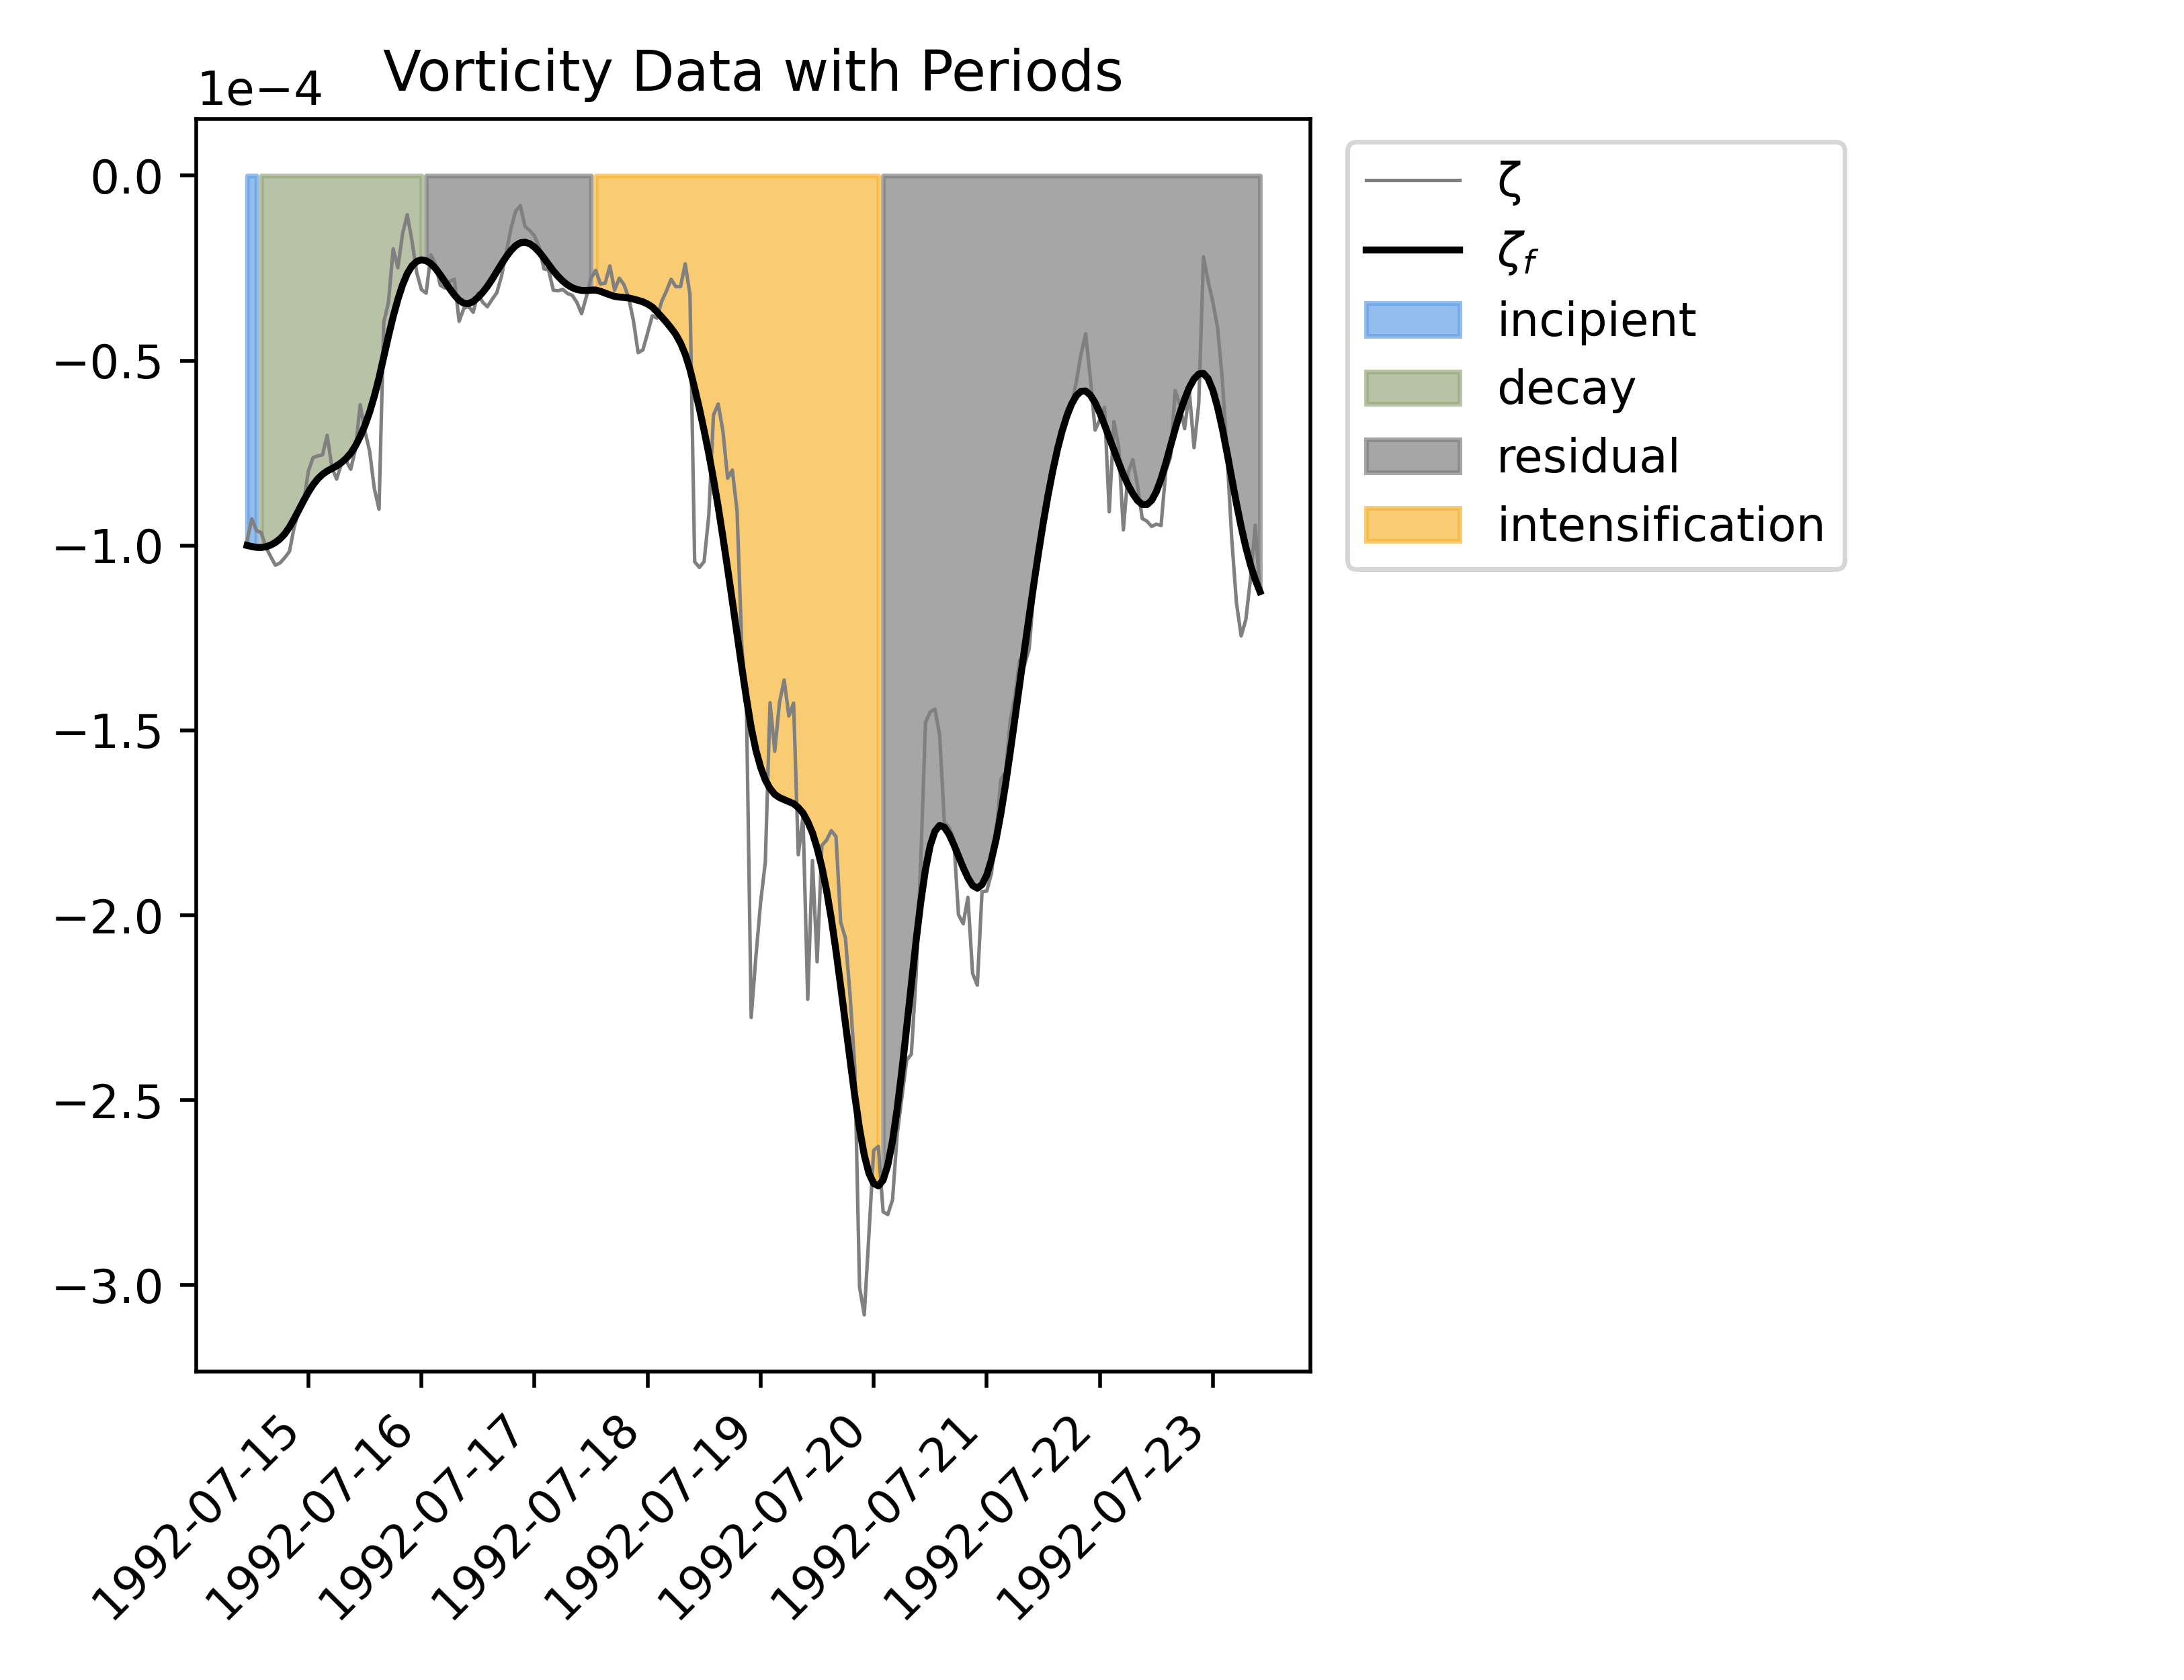 Vorticity Data with Periods
1e−4
0.0
−0.5
−1.0
−1.5
−2.0
−2.5
−3.0
1992-07-15
1992-07-16
1992-07-17
1992-07-18
1992-07-19
1992-07-20
1992-07-21
1992-07-22
1992-07-23
ζ
ζf
incipient
decay
residual
intensification